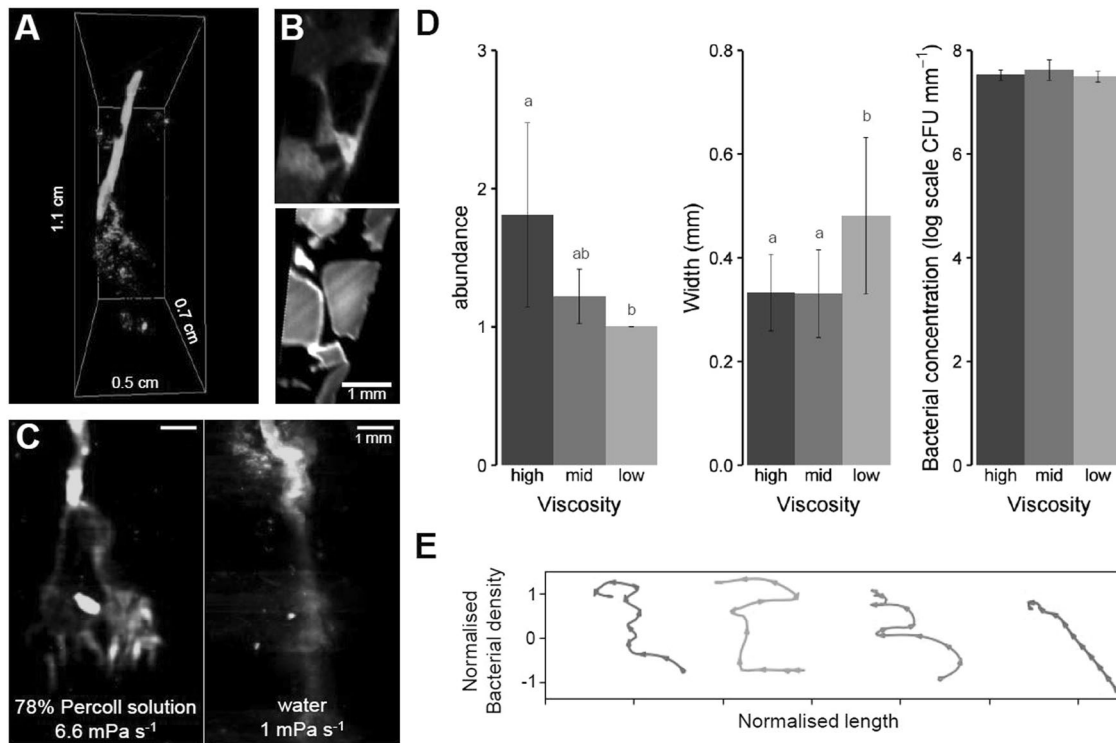 A
1.1 cm
0.7 cm
0.5 cm
B
1 mm
C
1 mm
78% Percoll solution
6.6 mPa s⁻¹
water
1 mPa s⁻¹
D
3
2
1
0
abundance
a
ab
b
high mid low
Viscosity
0.8
0.6
0.4
0.2
0.0
Width (mm)
a
a
b
high mid low
Viscosity
8
6
4
2
0
Bacterial concentration (log scale CFU mm⁻¹)
high mid low
Viscosity
E
Normalised
Bacterial density
1
0
-1
Normalised length